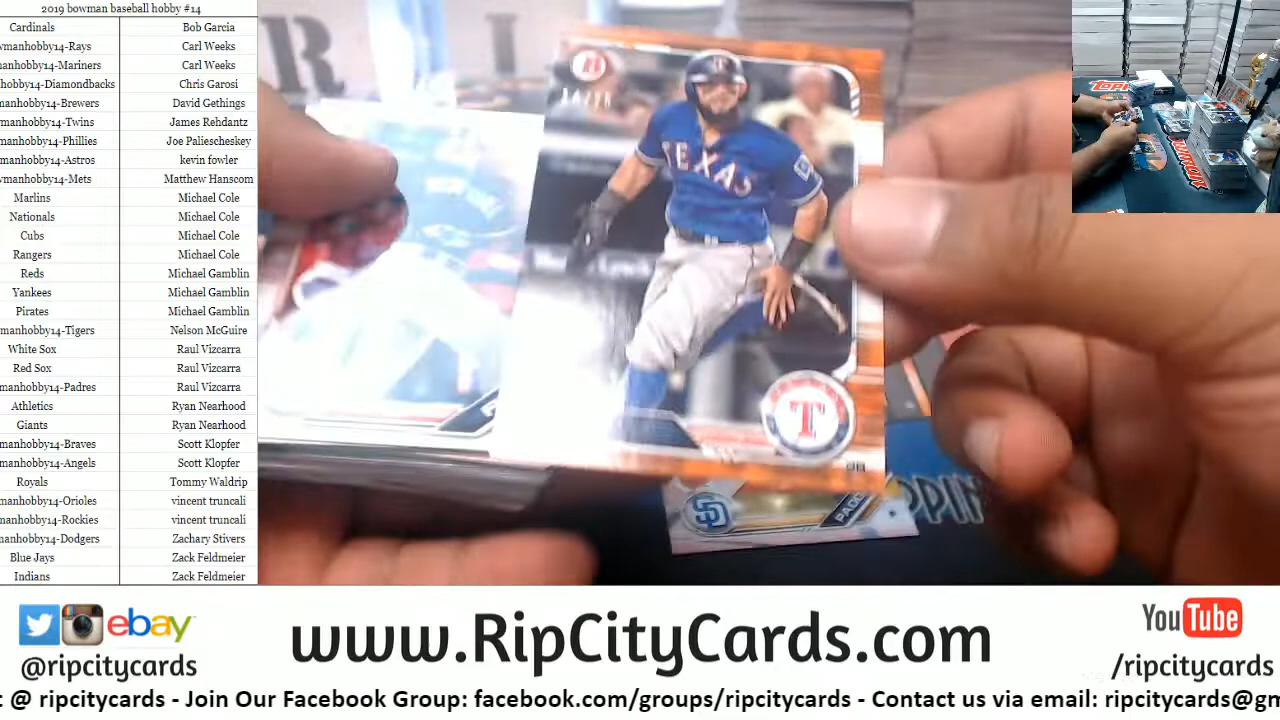 2019 bowman baseball hobby #14
Cardinals Bob Garcia
wmanhobby14-Rays Carl Weeks
manhobby14-Mariners Carl Weeks
hobby14-Diamondbacks Chris Garosi
manhobby14-Brewers David Gethings
manhobby14-Twins James Rehdantz
manhobby14-Phillies Joe Paliescheskey
manhobby14-Astros kevin fowler
wmanhobby14-Mets Matthew Hanscom
Marlins Michael Cole
Nationals Michael Cole
Cubs Michael Cole
Rangers Michael Cole
Reds Michael Gamblin
Yankees Michael Gamblin
Pirates Michael Gamblin
manhobby14-Tigers Nelson McGuire
White Sox Raul Vizcarra
Red Sox Raul Vizcarra
manhobby14-Padres Raul Vizcarra
Athletics Ryan Nearhood
Giants Ryan Nearhood
manhobby14-Braves Scott Klopfer
manhobby14-Angels Scott Klopfer
Royals Tommy Waldrip
manhobby14-Orioles vincent truncali
manhobby14-Rockies vincent truncali
manhobby14-Dodgers Zachary Stivers
Blue Jays Zack Feldmeier
Indians Zack Feldmeier
TEXAS
T
SD
PADD
PPIN
TOPPS
BOWMAN
ebay
@ripcitycards
www.RipCityCards.com
YouTube
/ripcitycards
: @ ripcitycards - Join Our Facebook Group: facebook.com/groups/ripcitycards - Contact us via email: ripcitycards@gm